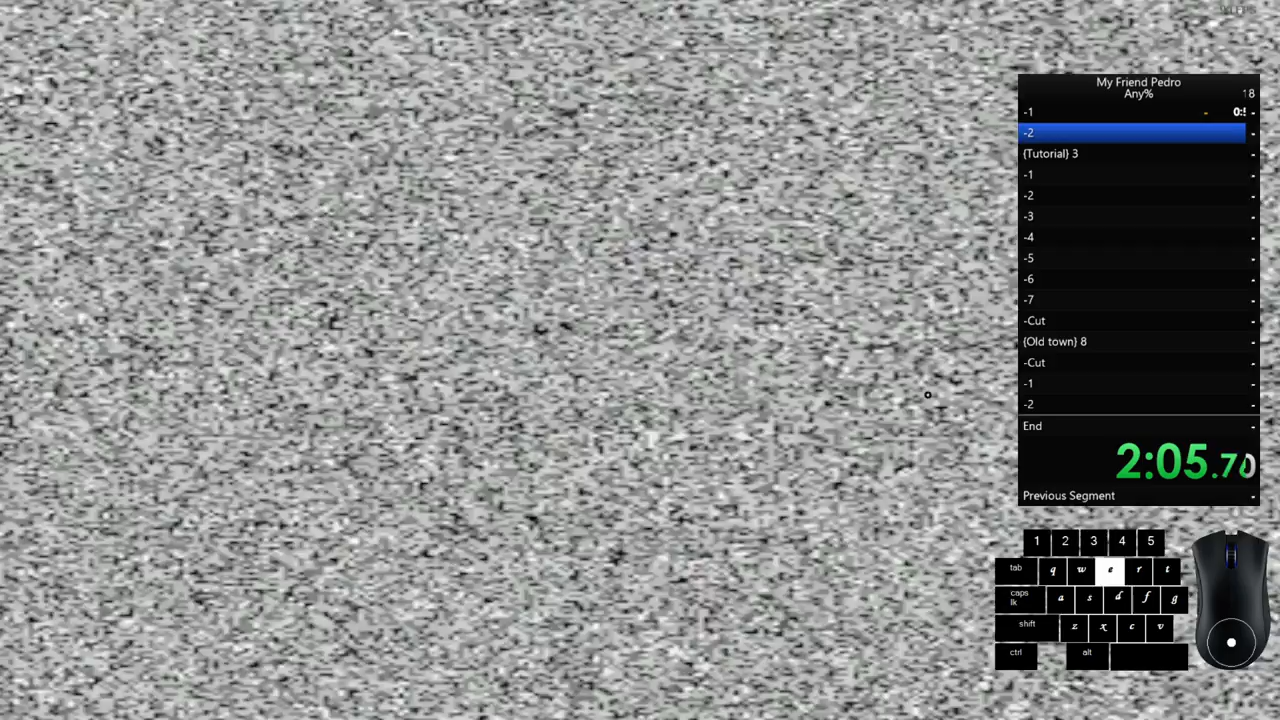 My Friend Pedro
Any%
18
-1 - 0: -
-2 -
{Tutorial} 3 -
-1 -
-2 -
-3 -
-4 -
-5 -
-6 -
-7 -
-Cut -
{Old town} 8 -
-Cut -
-1 -
-2 -
End -
2:05.70
Previous Segment -
1 2 3 4 5
tab q w e r t
caps lk a s d f g
shift z x c v
ctrl alt